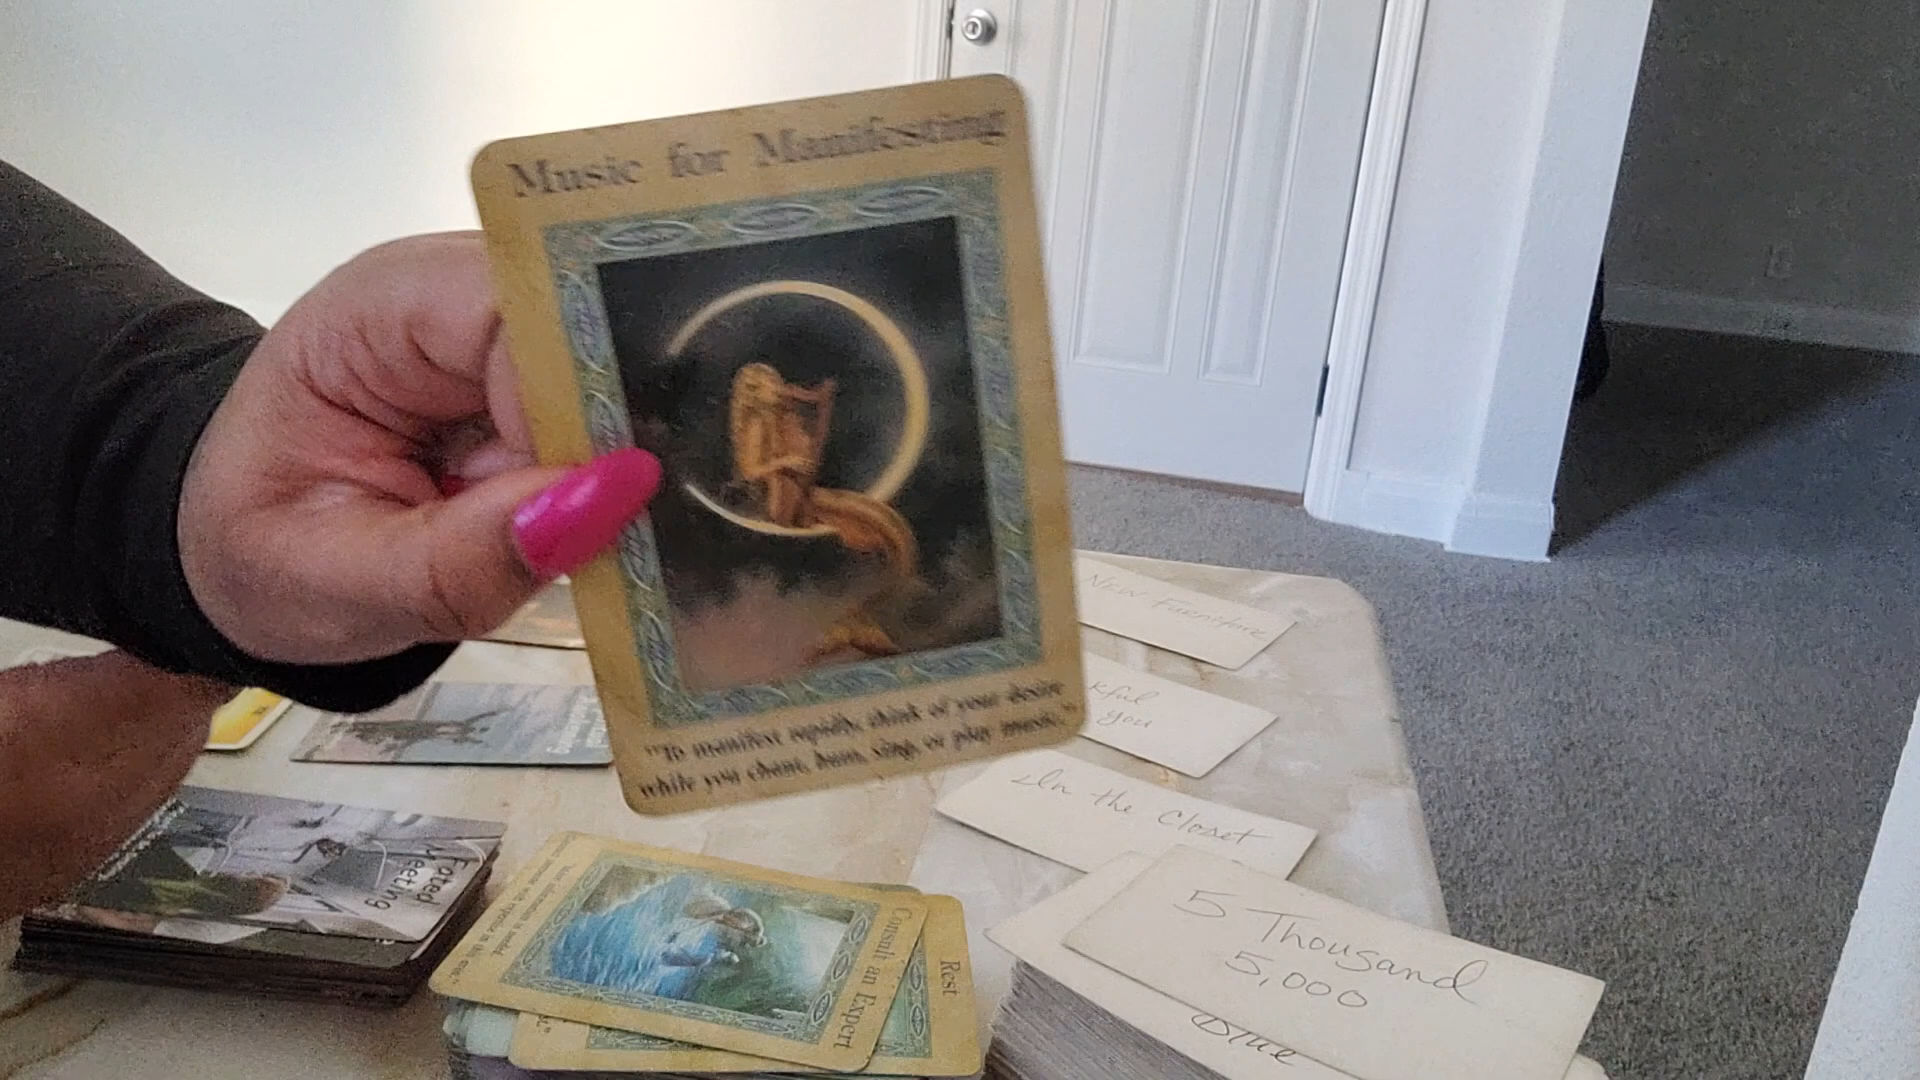 Music for Manifesting
"To manifest rapidly, think of your desire
while you chant, hum, sing, or play music."
New Furniture
kful
you
In the Closet
5 Thousand
5,000
Blue
Fated
Meeting
Consult an Expert
Rest